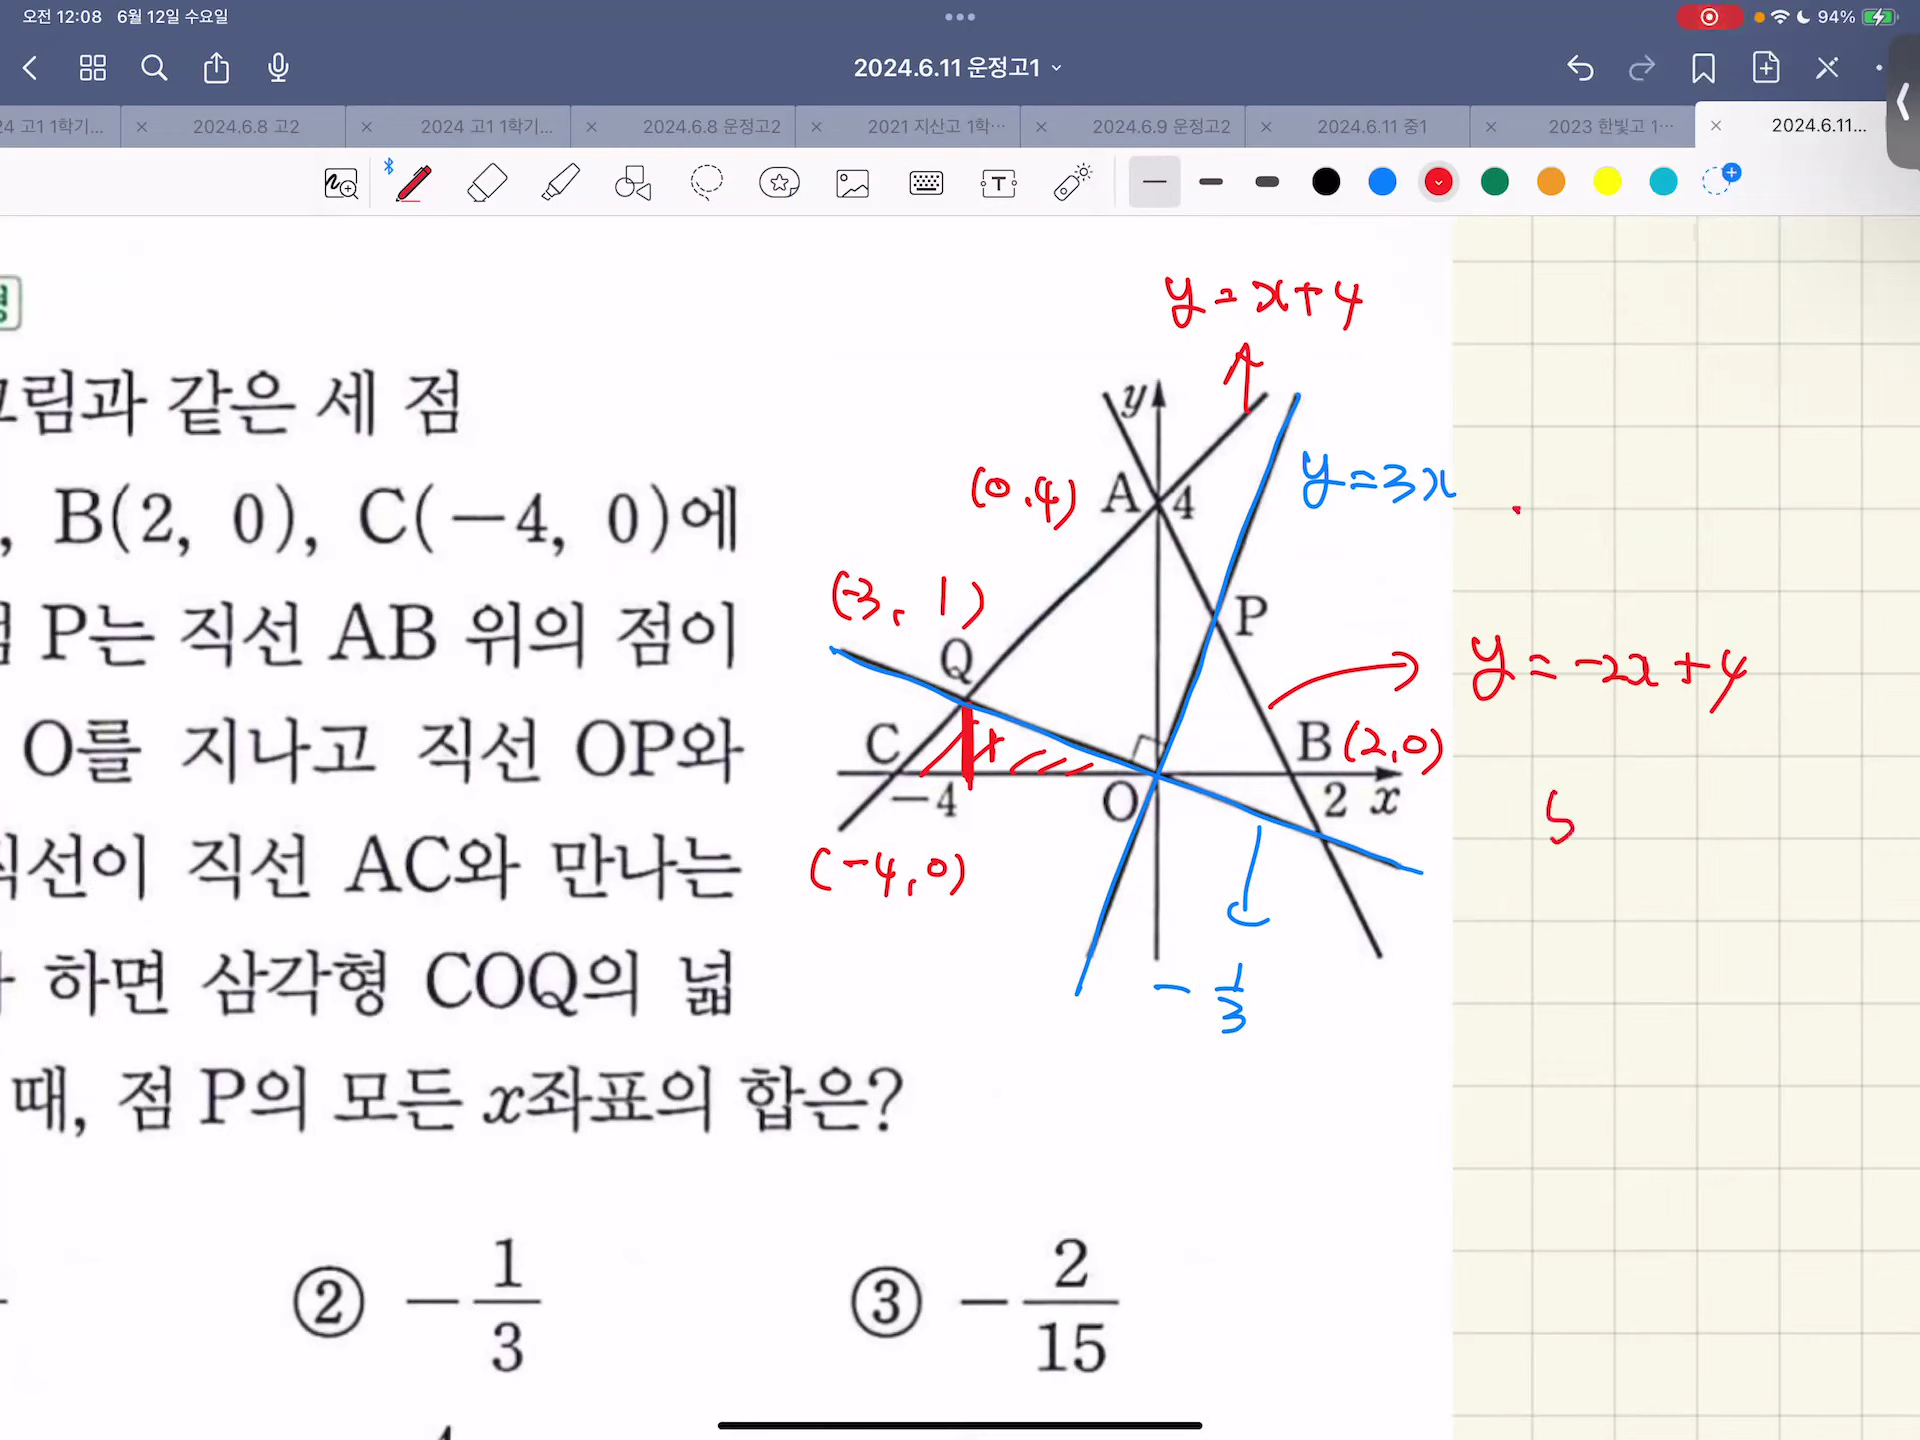 오전 12:08 6월 12일 수요일
94%
2024.6.11 운정고1
24 고1 1학기... 2024.6.8 고2 2024 고1 1학기... 2024.6.8 운정고2 2021 지산고 1학... 2024.6.9 운정고2 2024.6.11 중1 2023 한빛고 1... 2024.6.11...
그림과 같은 세 점
, B(2, 0), C(−4, 0)에
점 P는 직선 AB 위의 점이
O를 지나고 직선 OP와
직선이 직선 AC와 만나는
하면 삼각형 COQ의 넓
때, 점 P의 모든 x좌표의 합은?
② −1/3
③ −2/15
y = x+4
y
(0,4) A 4
y=3x
(-3, 1)
Q
P
y = -2x+4
C
B (2,0)
−4
O
2 x
5
(-4,0)
- 1/3